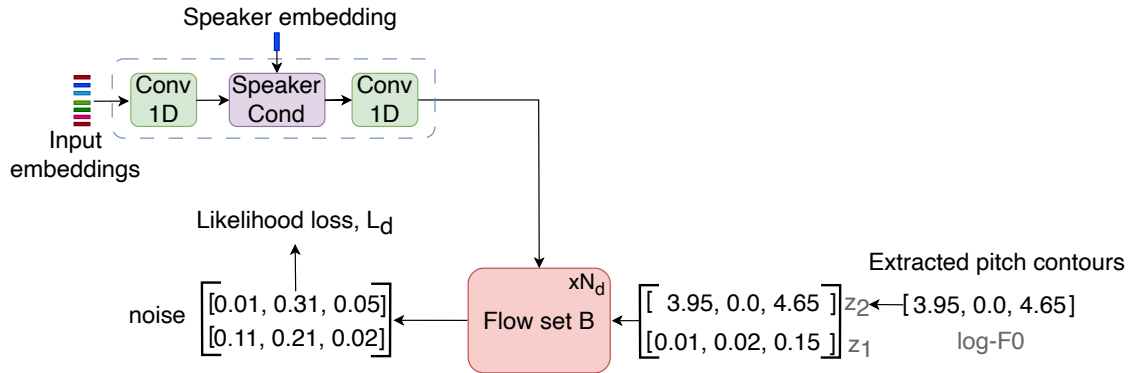 Speaker embedding
Conv
1D
Speaker
Cond
Conv
1D
Input
embeddings
Likelihood loss, L_d
noise
[0.01, 0.31, 0.05]
[0.11, 0.21, 0.02]
xN_d
Flow set B
[ 3.95, 0.0, 4.65 ] z_2
[0.01, 0.02, 0.15] z_1
Extracted pitch contours
[ 3.95, 0.0, 4.65]
log-F0